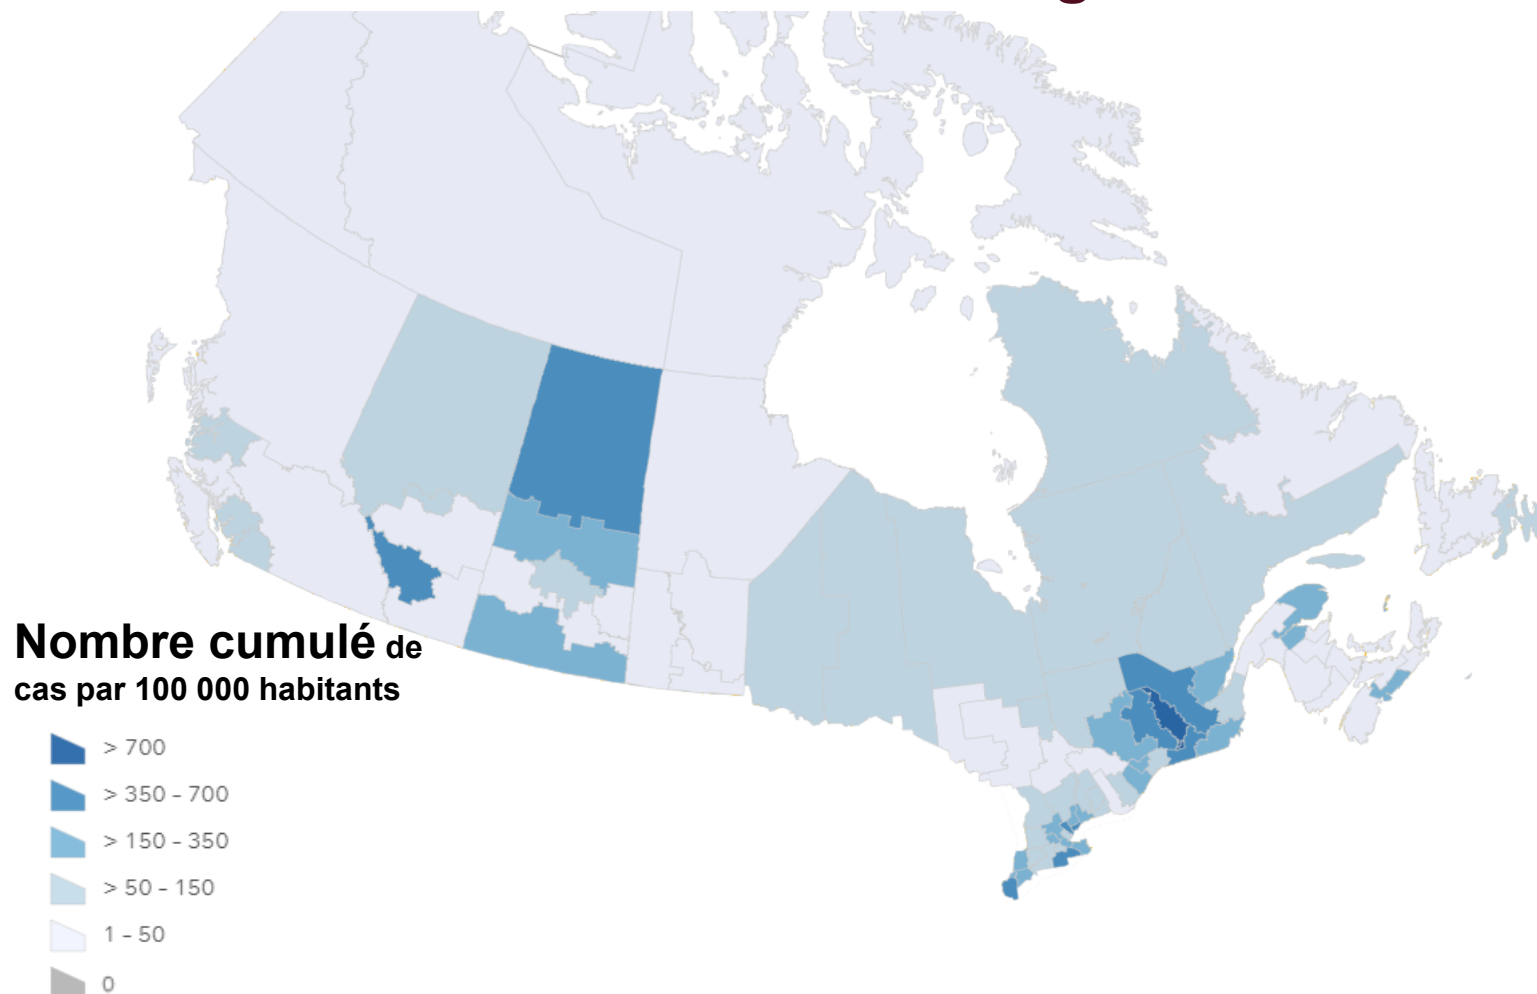 Nombre cumulé de
cas par 100 000 habitants
> 700
> 350 - 700
> 150 - 350
> 50 - 150
1 - 50
0